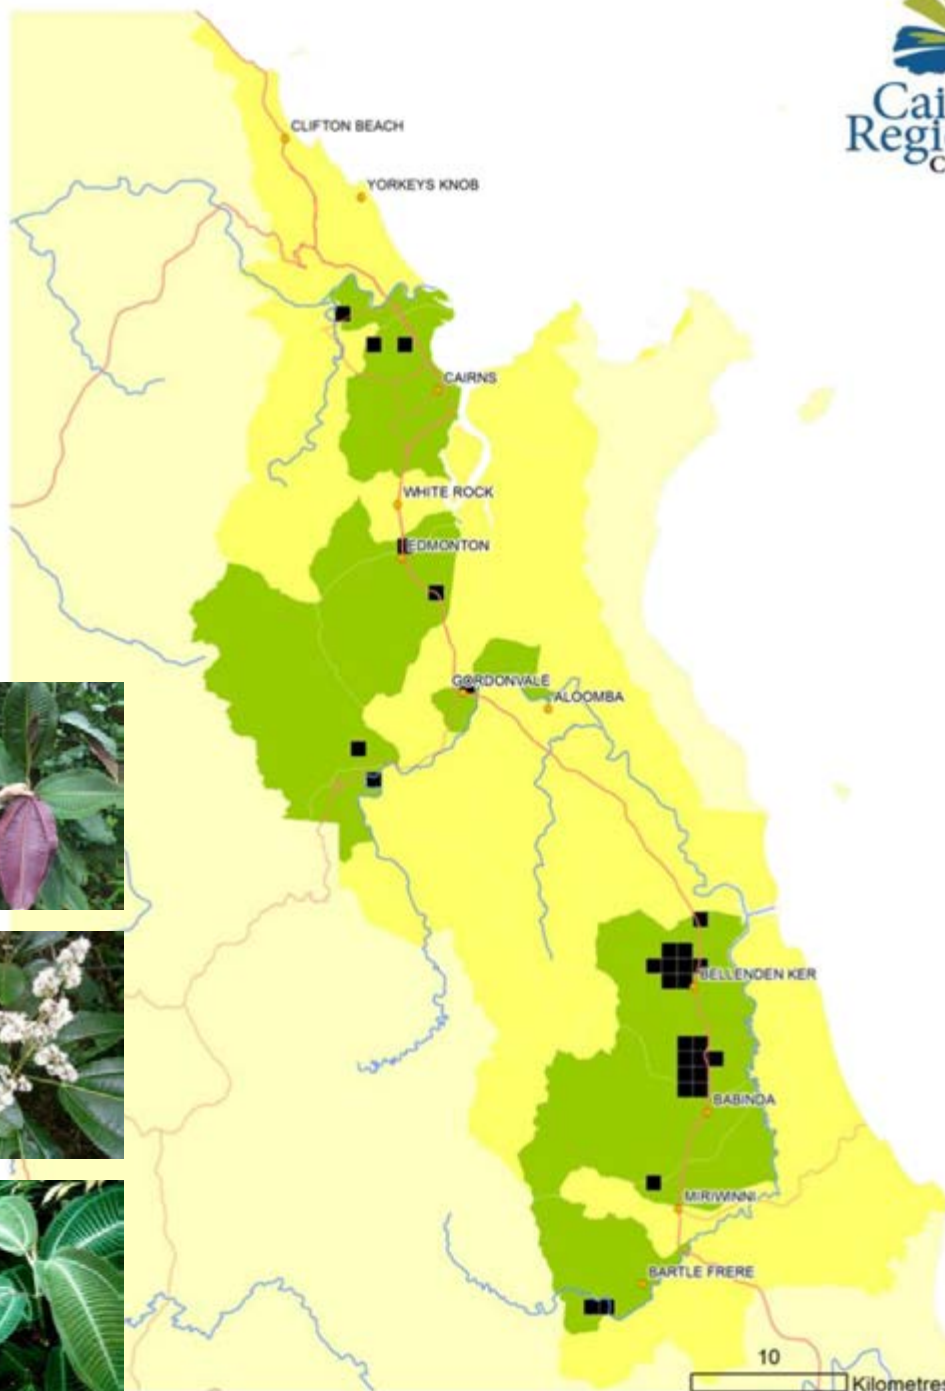 Cai
Regi
C
CLIFTON BEACH
YORKEYS KNOB
CAIRNS
WHITE ROCK
EDMONTON
GORDONVALE
ALOOMBA
BELLENDEN KER
BABINDA
MIRIWINNI
BARTLE FRERE
10
Kilometres